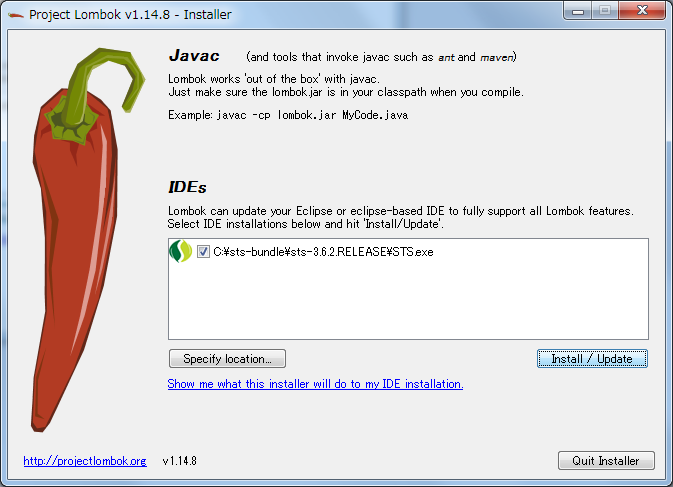 Project Lombok v1.14.8 - Installer
Javac (and tools that invoke javac such as ant and maven)
Lombok works 'out of the box' with javac.
Just make sure the lombok.jar is in your classpath when you compile.
Example: javac -cp lombok.jar MyCode.java
IDEs
Lombok can update your Eclipse or eclipse-based IDE to fully support all Lombok features.
Select IDE installations below and hit 'Install/Update'.
C:¥sts-bundle¥sts-3.6.2.RELEASE¥STS.exe
Specify location...
Install / Update
Show me what this installer will do to my IDE installation.
http://projectlombok.org v1.14.8
Quit Installer